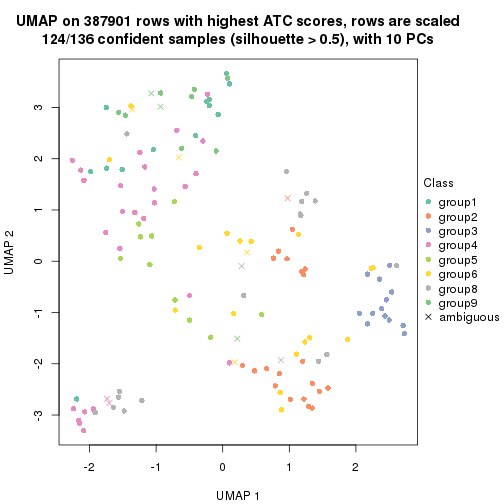 UMAP on 387901 rows with highest ATC scores, rows are scaled
124/136 confident samples (silhouette > 0.5), with 10 PCs
3
2
1
0
-1
-2
-3
UMAP 2
-2
-1
0
1
2
UMAP 1
Class
group1
group2
group3
group4
group5
group6
group8
group9
ambiguous